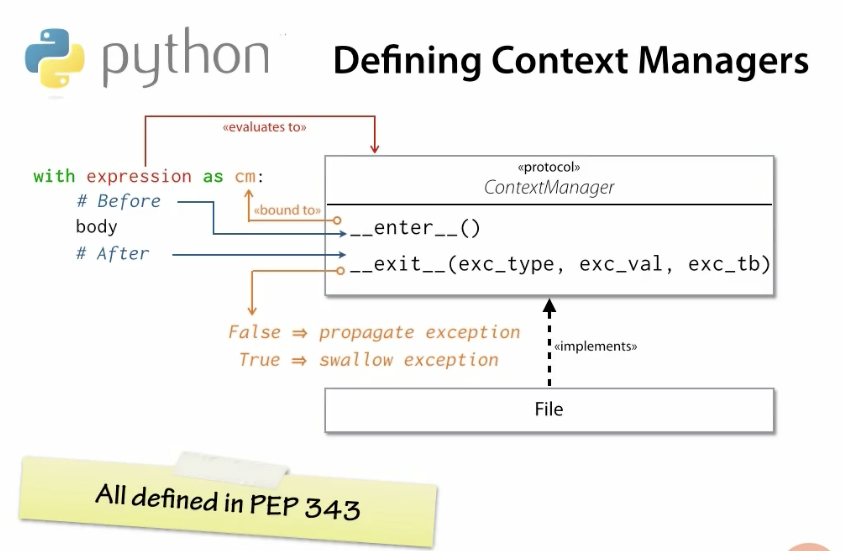 python
Defining Context Managers
«evaluates to»
with expression as cm:
# Before
body
# After
«bound to»
«protocol»
ContextManager
__enter__()
__exit__(exc_type, exc_val, exc_tb)
False ⇒ propagate exception
True ⇒ swallow exception
«implements»
File
All defined in PEP 343